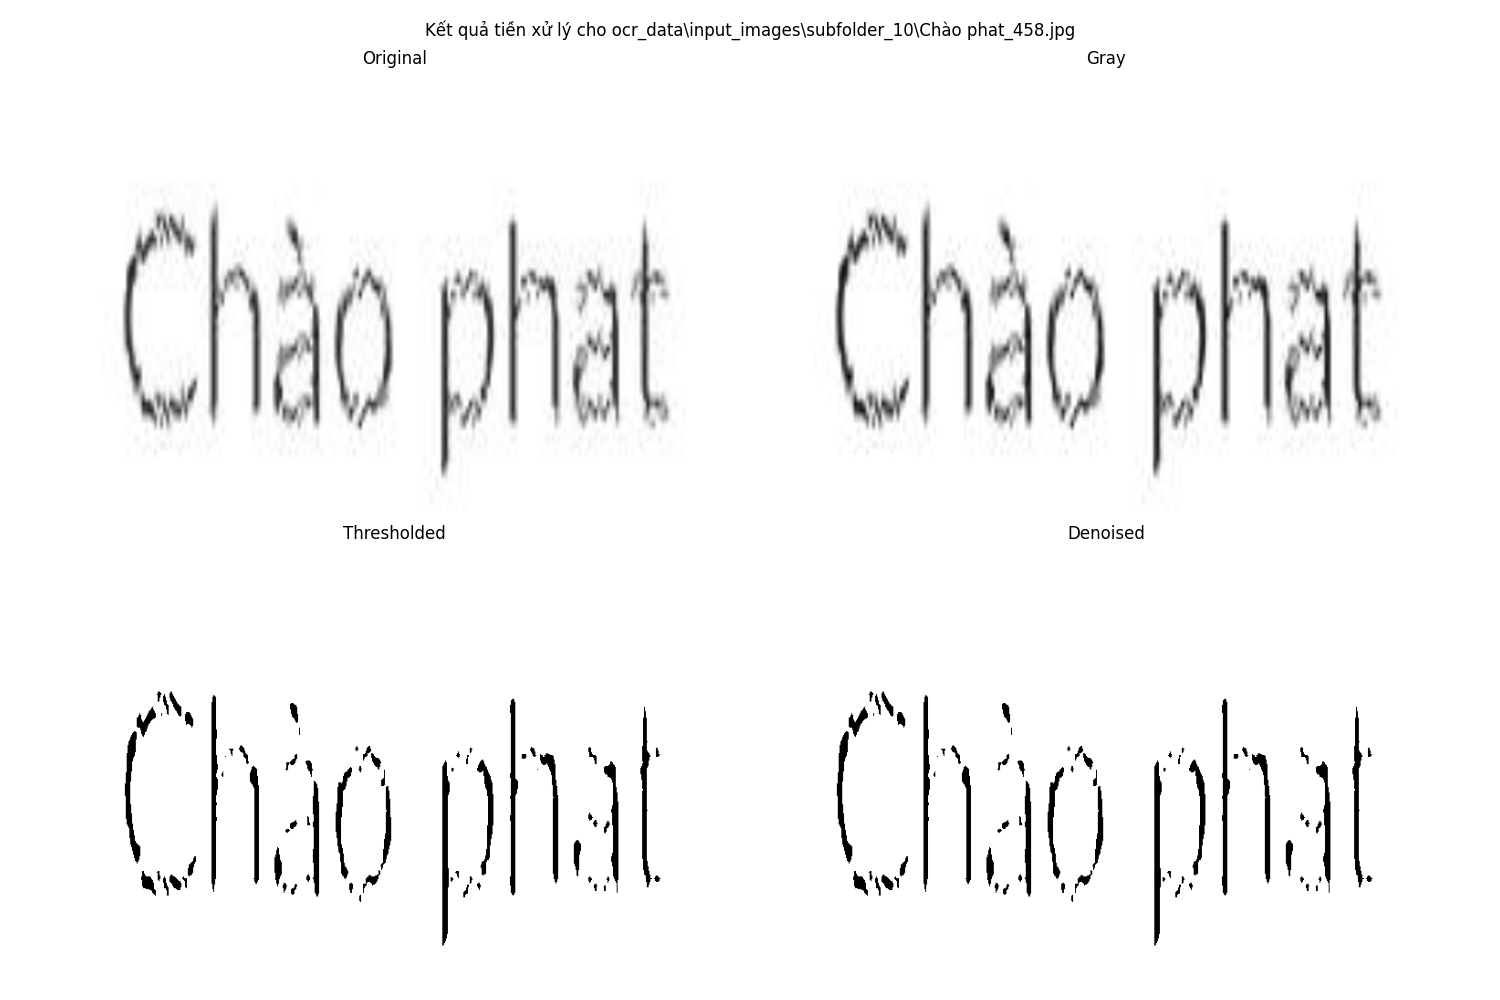 Kết quả tiền xử lý cho ocr_data\input_images\subfolder_10\Chào phat_458.jpg
Original
Gray
Chào phat
Chào phat
Thresholded
Denoised
Chào phat
Chào phat